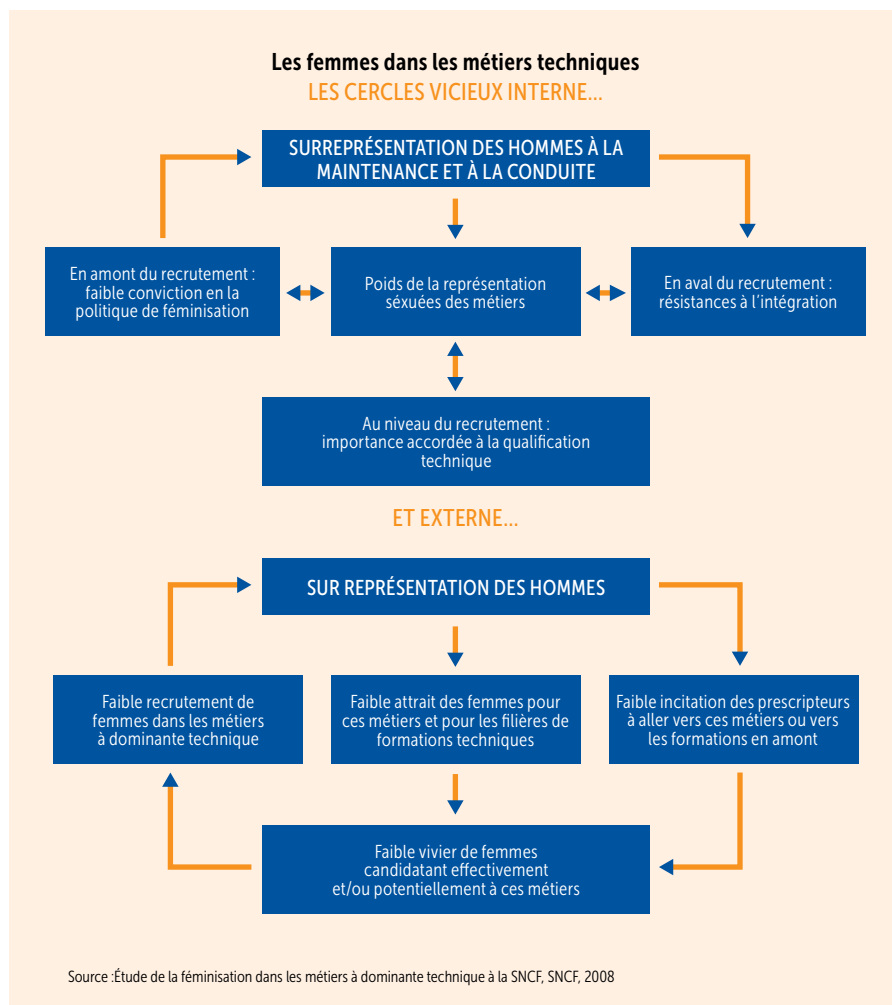 Les femmes dans les métiers techniques
LES CERCLES VICIEUX INTERNE...
SURREPRÉSENTATION DES HOMMES À LA
MAINTENANCE ET À LA CONDUITE
En amont du recrutement :
faible conviction en la
politique de féminisation
Poids de la représentation
séxuées des métiers
En aval du recrutement :
résistances à l'intégration
Au niveau du recrutement :
importance accordée à la qualification
technique
ET EXTERNE...
SUR REPRÉSENTATION DES HOMMES
Faible recrutement de
femmes dans les métiers
à dominante technique
Faible attrait des femmes pour
ces métiers et pour les filières de
formations techniques
Faible incitation des prescripteurs
à aller vers ces métiers ou vers
les formations en amont
Faible vivier de femmes
candidatant effectivement
et/ou potentiellement à ces métiers
Source :Étude de la féminisation dans les métiers à dominante technique à la SNCF, SNCF, 2008